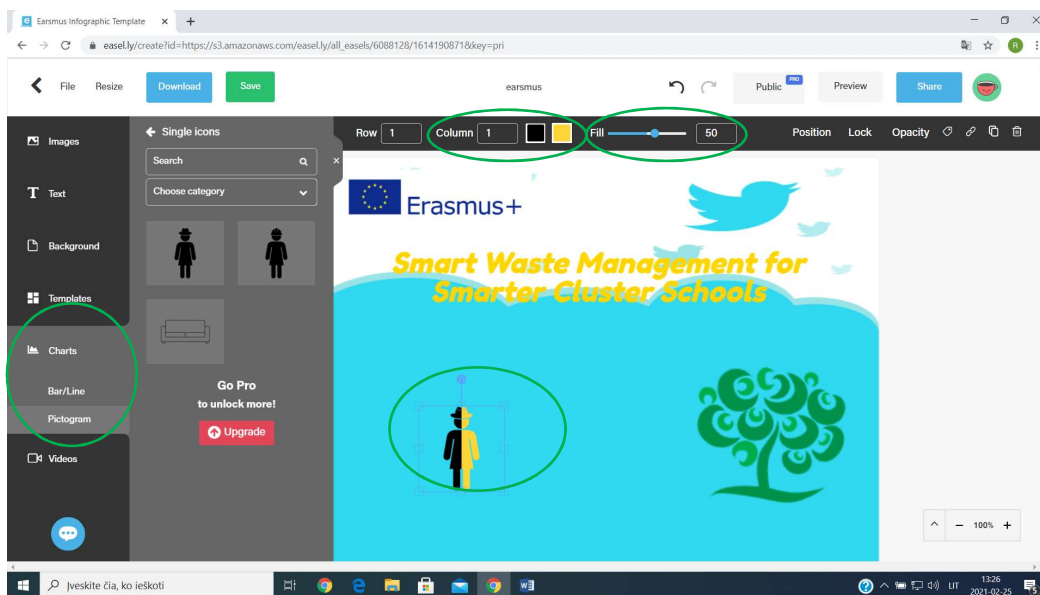 Earsmus Infographic Template
easel.ly/create?id=https://s3.amazonaws.com/easel.ly/all_easels/6088128/1614190871&key=pri
R
File Resize Download Save earsmus Public PRO Preview Share
Images
Single icons
Row 1 Column 1 Fill 50 Position Lock Opacity
Search
Choose category
Text
Background
Templates
Charts
Bar/Line
Pictogram
Videos
Go Pro
to unlock more!
Upgrade
Erasmus+
Smart Waste Management for
Smarter Cluster Schools
100%
Įveskite čia, ko ieškoti
LIT
13:26
2021-02-25
5